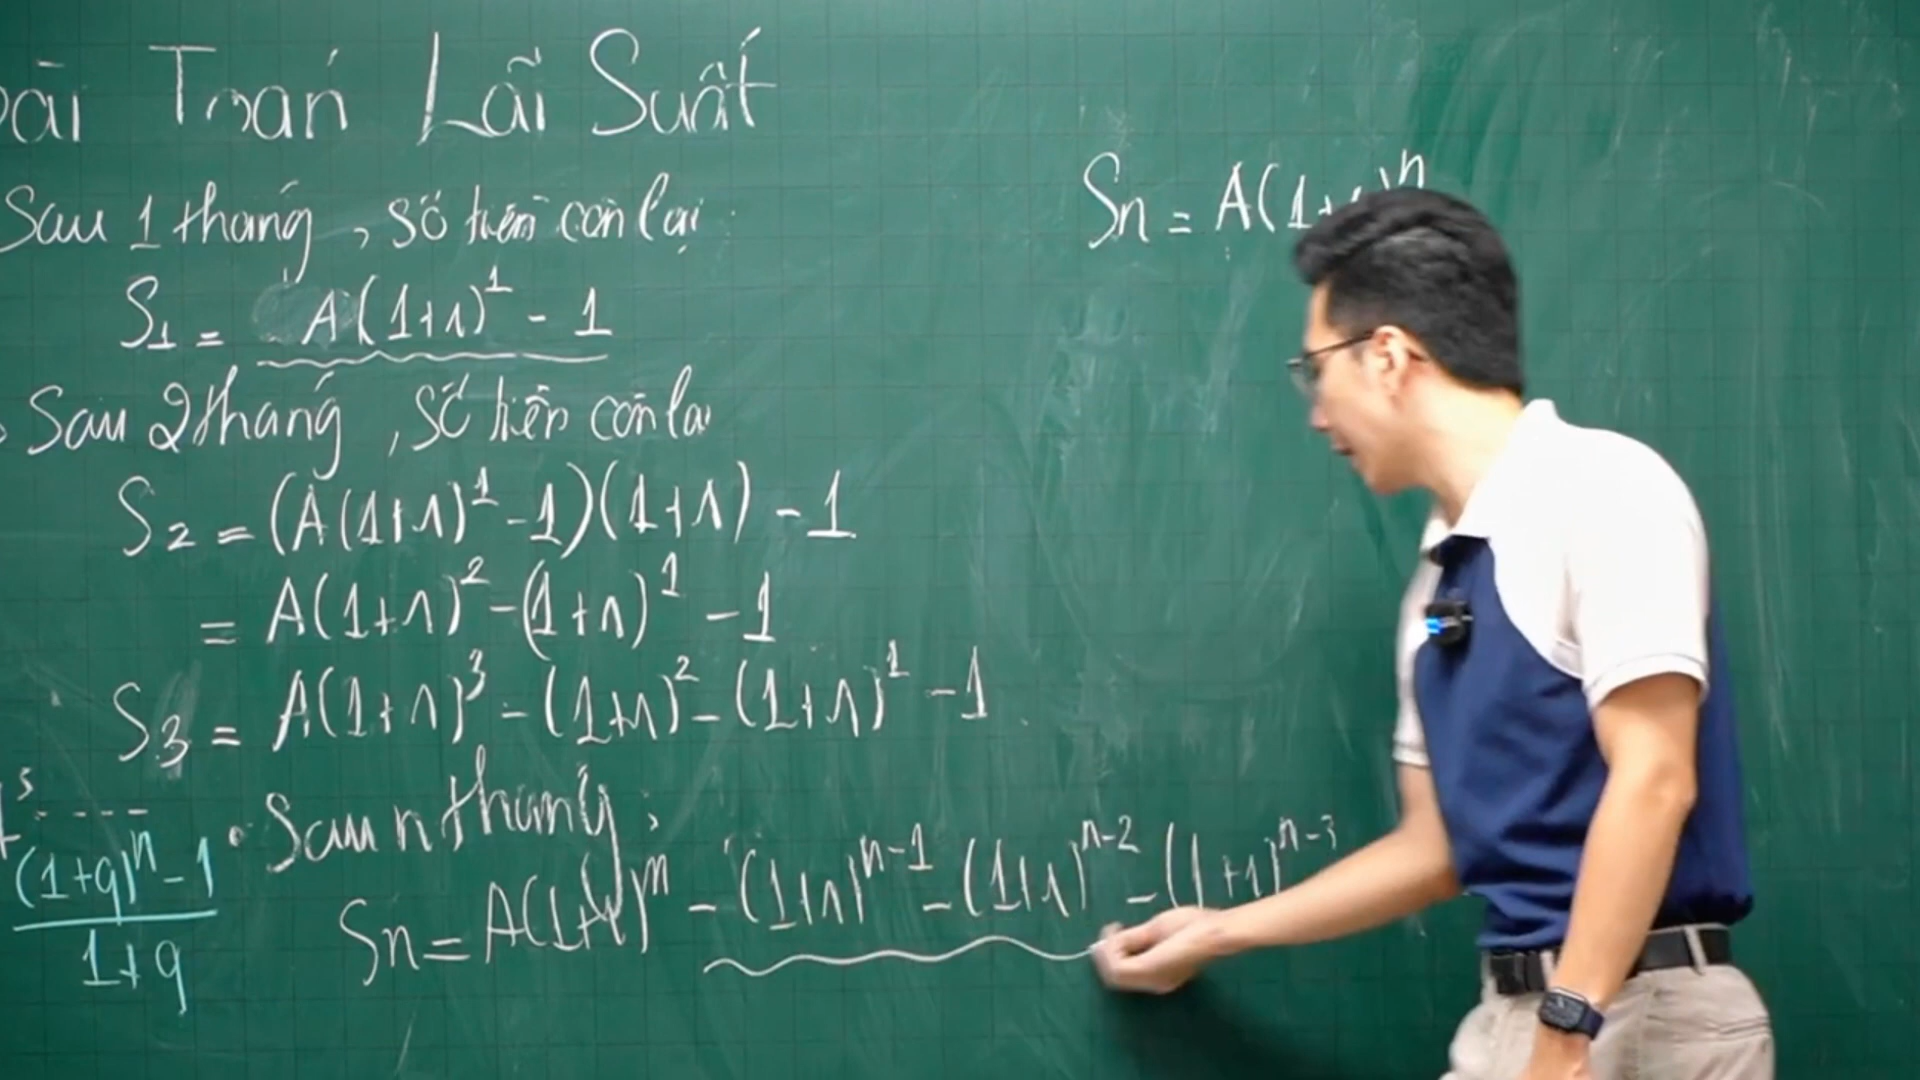 Bài Toán Lãi Suất
Sau 1 tháng, số tiền còn lại:
S1 = A(1+r)^1 - 1
Sau 2 tháng, số tiền còn lại
S2 = (A(1+r)^1 - 1)(1+r) - 1
= A(1+r)^2 - (1+r)^1 - 1
S3 = A(1+r)^3 - (1+r)^2 - (1+r)^1 - 1
• Sau n tháng:
Sn = A(1+r)^n - (1+r)^n-1 - (1+r)^n-2 - (1+r)^n-3
(1+q)^n - 1
1+q
Sn = A(1+ )^n